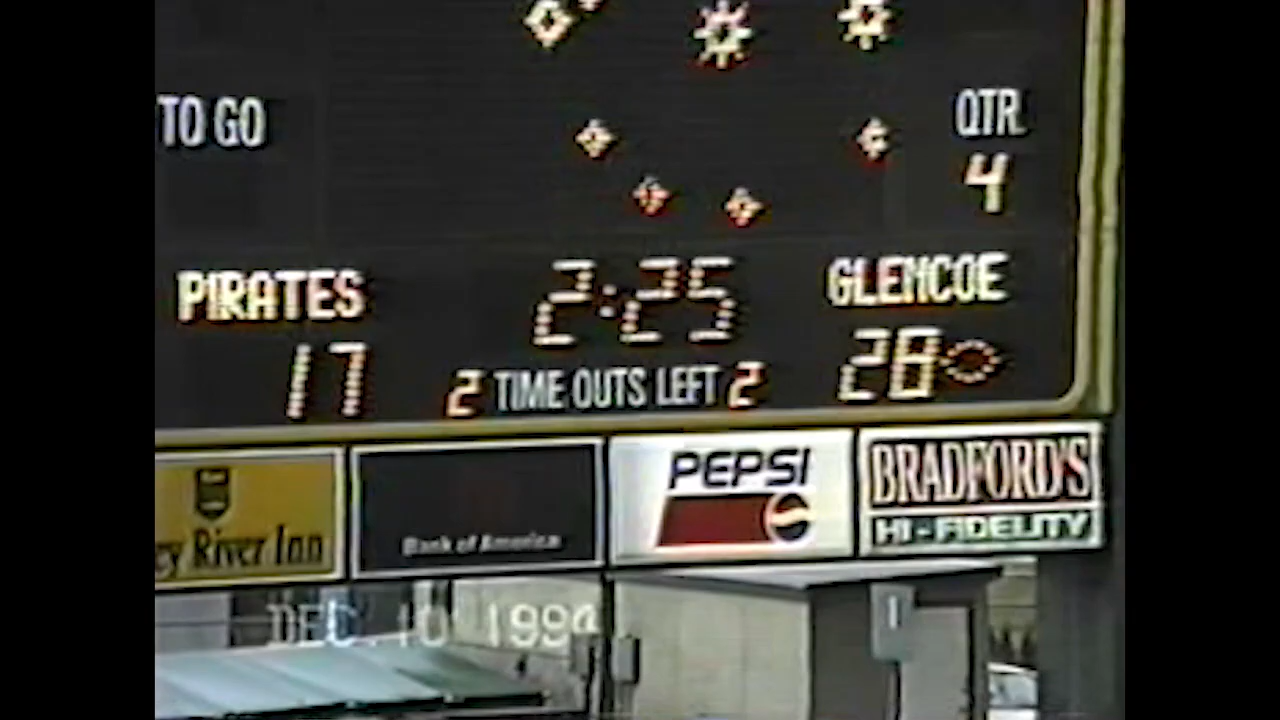 TO GO
QTR.
4
PIRATES
2:25
GLENCOE
17
2 TIME OUTS LEFT 2
28
River Inn
Bank of America
PEPSI
BRADFORD'S
HI-FIDELITY
DEC. 10 1994